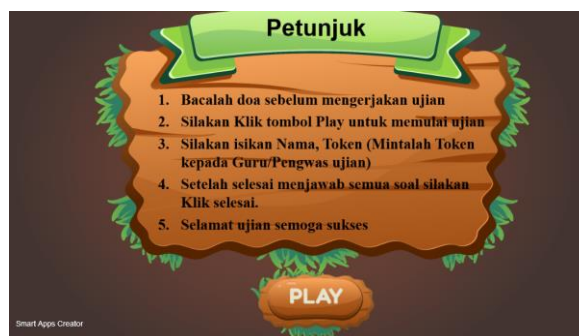 Petunjuk
1. Bacalah doa sebelum mengerjakan ujian
2. Silakan Klik tombol Play untuk memulai ujian
3. Silakan isikan Nama, Token (Mintalah Token
kepada Guru/Pengwas ujian)
4. Setelah selesai menjawab semua soal silakan
Klik selesai.
5. Selamat ujian semoga sukses
PLAY
Smart Apps Creator